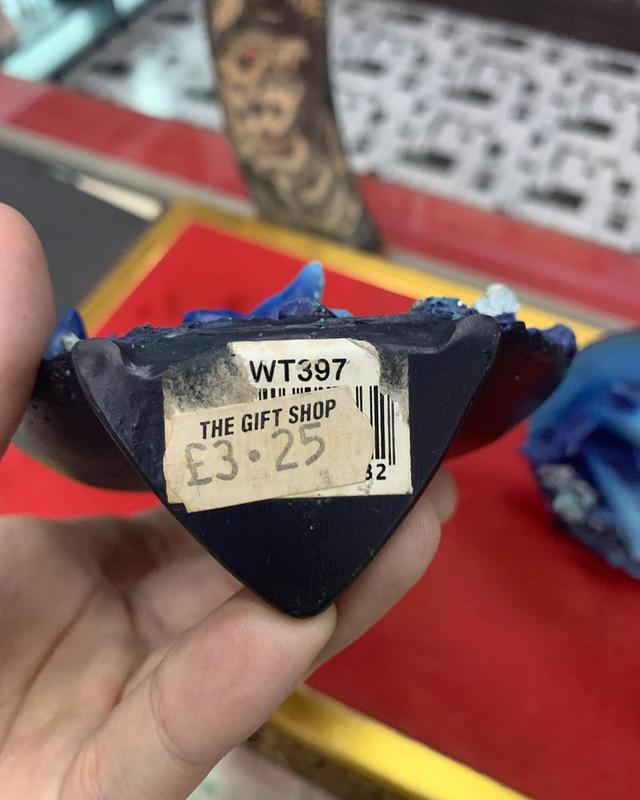 WT397
THE GIFT SHOP
£3.25
32